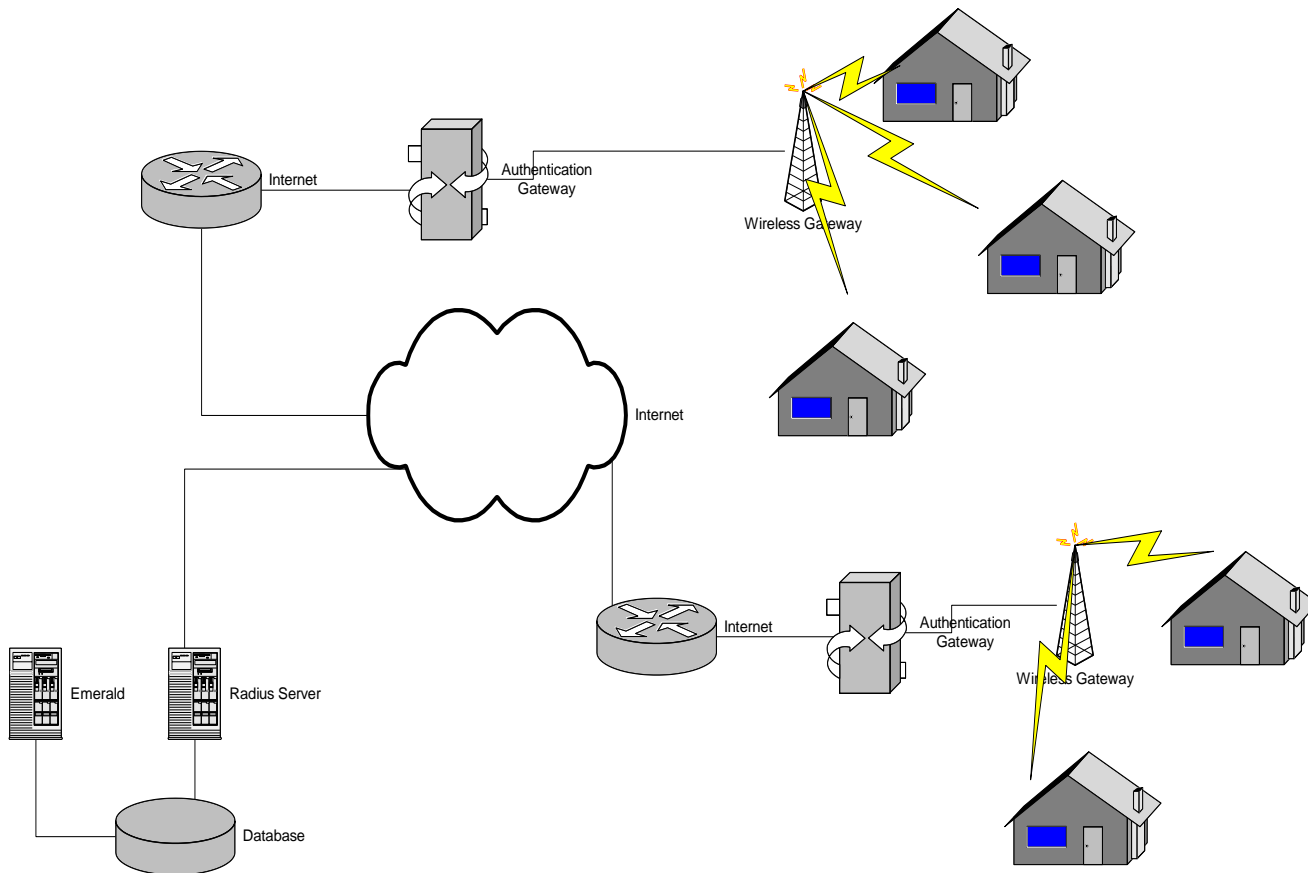 Internet
Authentication
Gateway
Wireless Gateway
Internet
Internet
Authentication
Gateway
Wireless Gateway
Emerald
Radius Server
Database